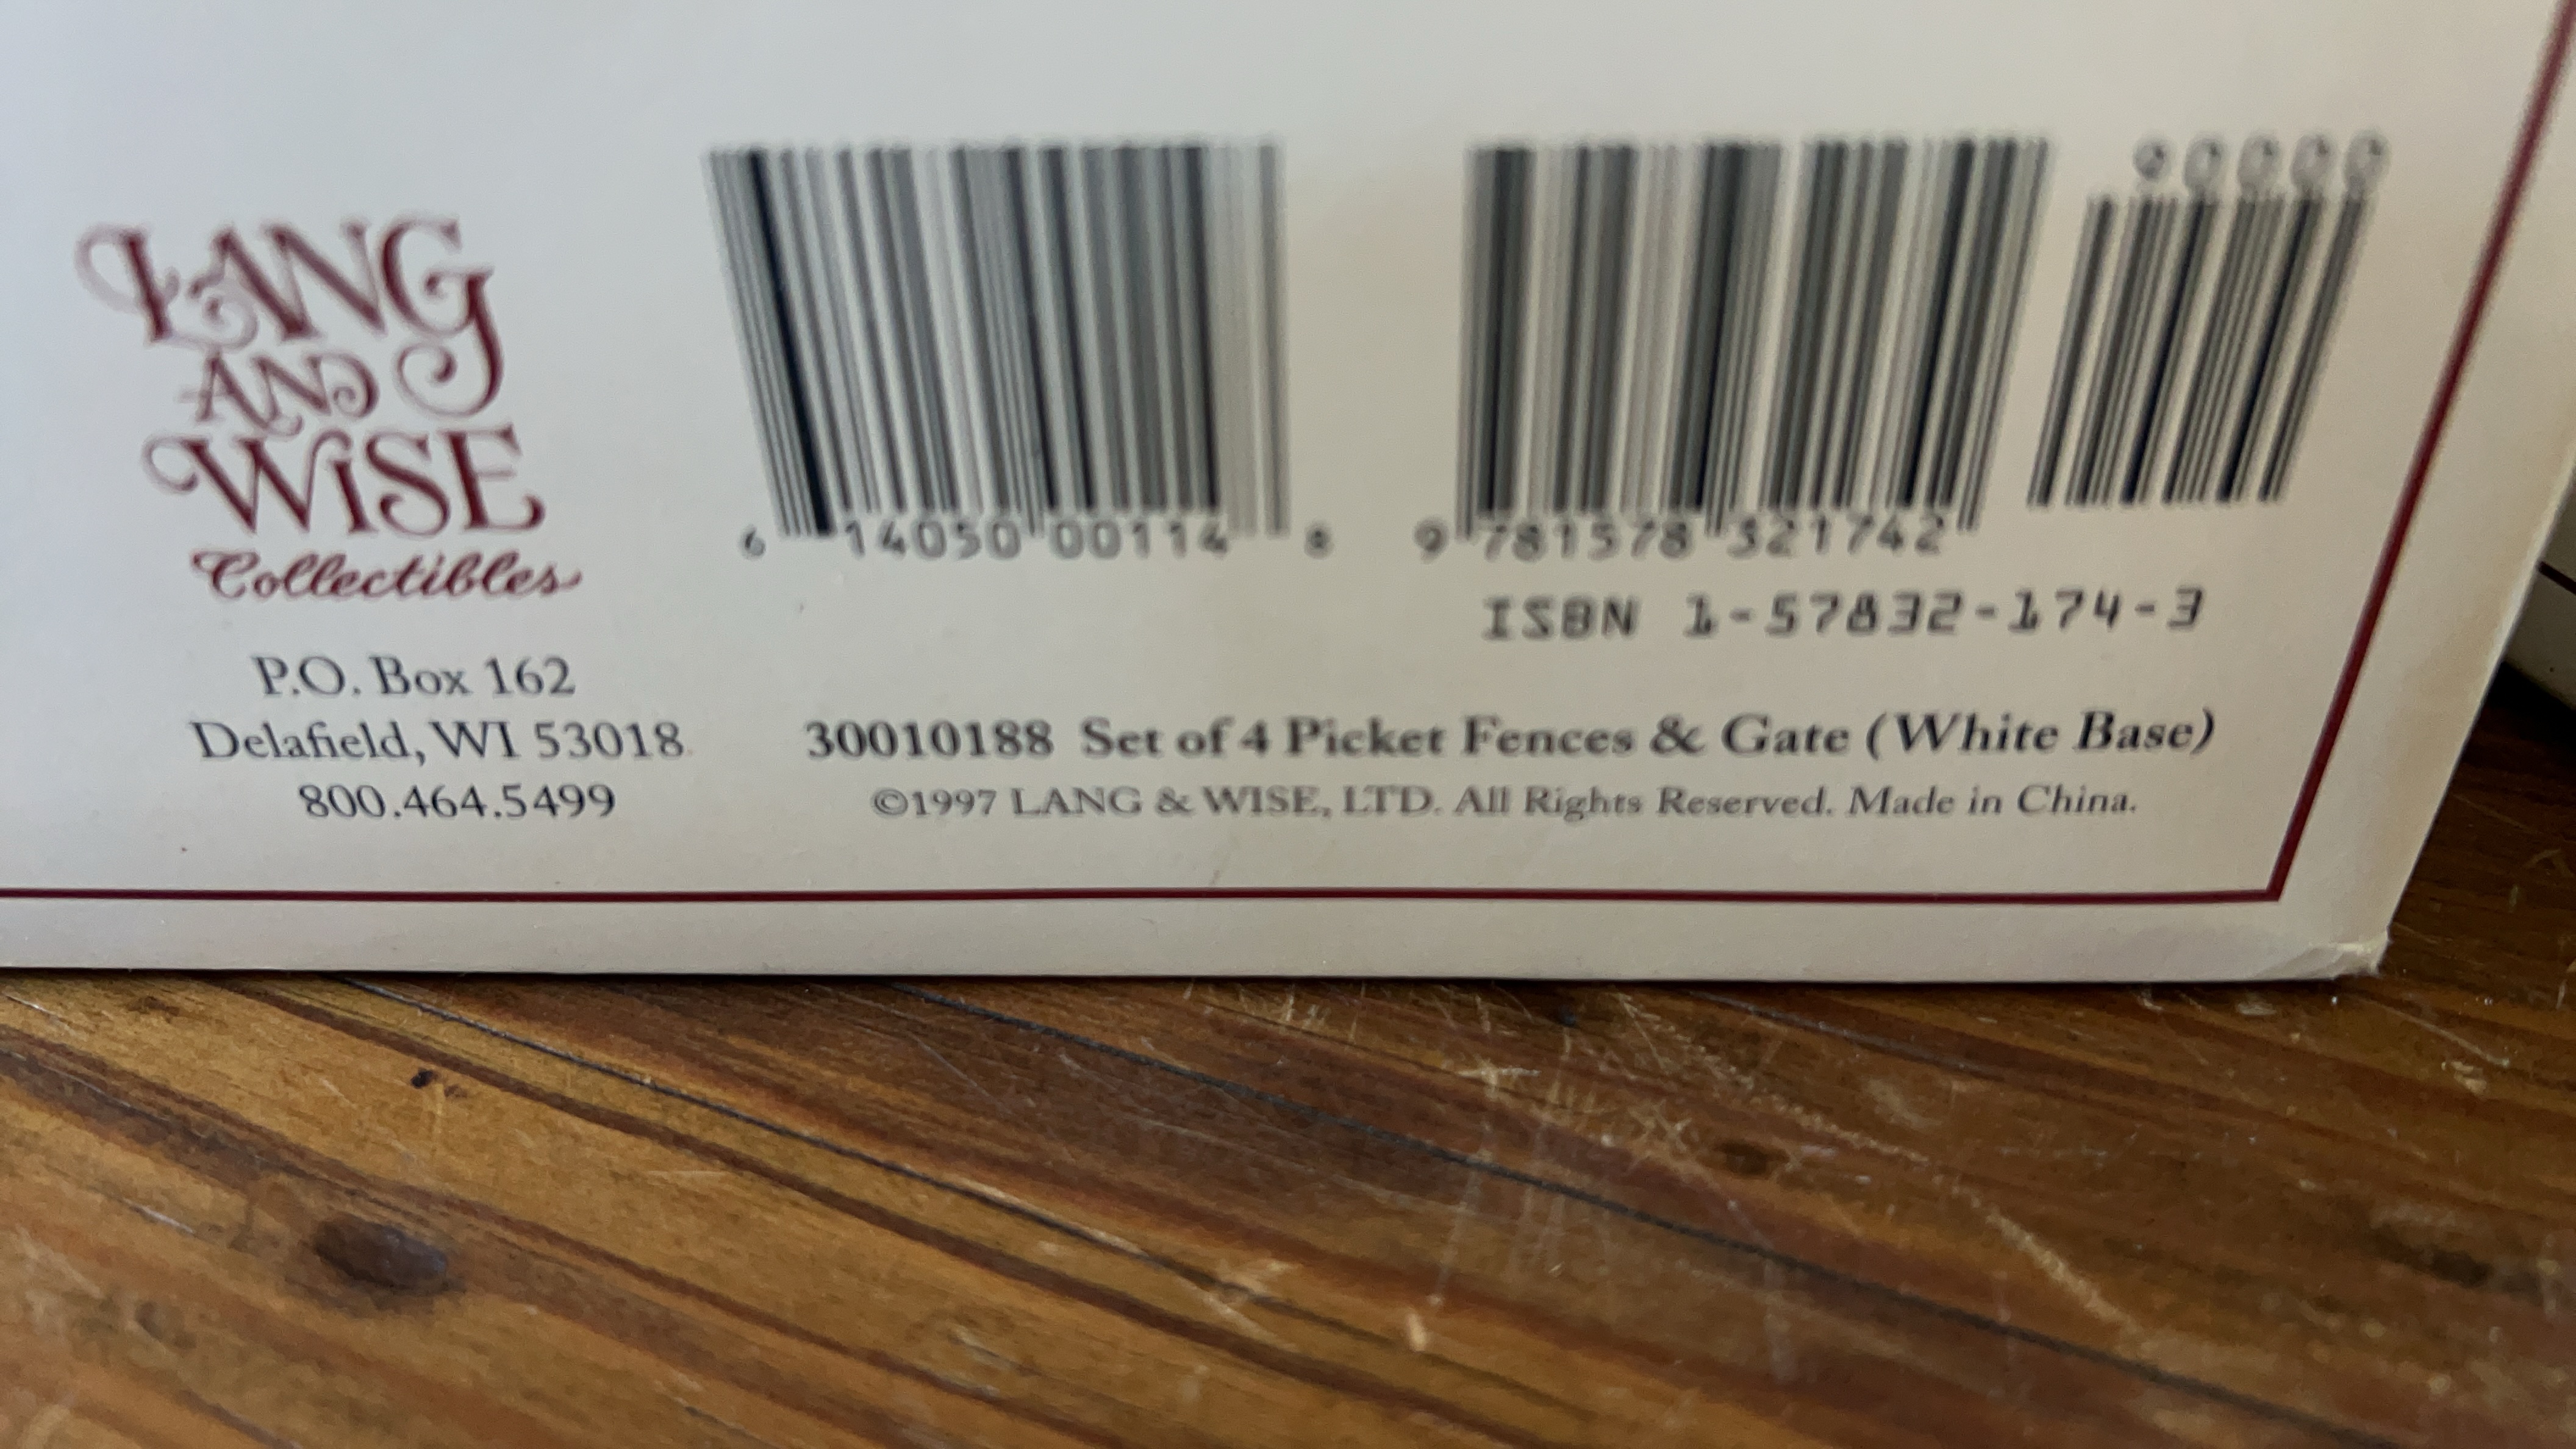 LANG
AND
WISE
Collectibles
P.O. Box 162
Delafield, WI 53018
800.464.5499
6 14050 00114 8
90000
9 781578 321742
ISBN 1-57832-174-3
30010188 Set of 4 Picket Fences & Gate (White Base)
©1997 LANG & WISE, LTD. All Rights Reserved. Made in China.